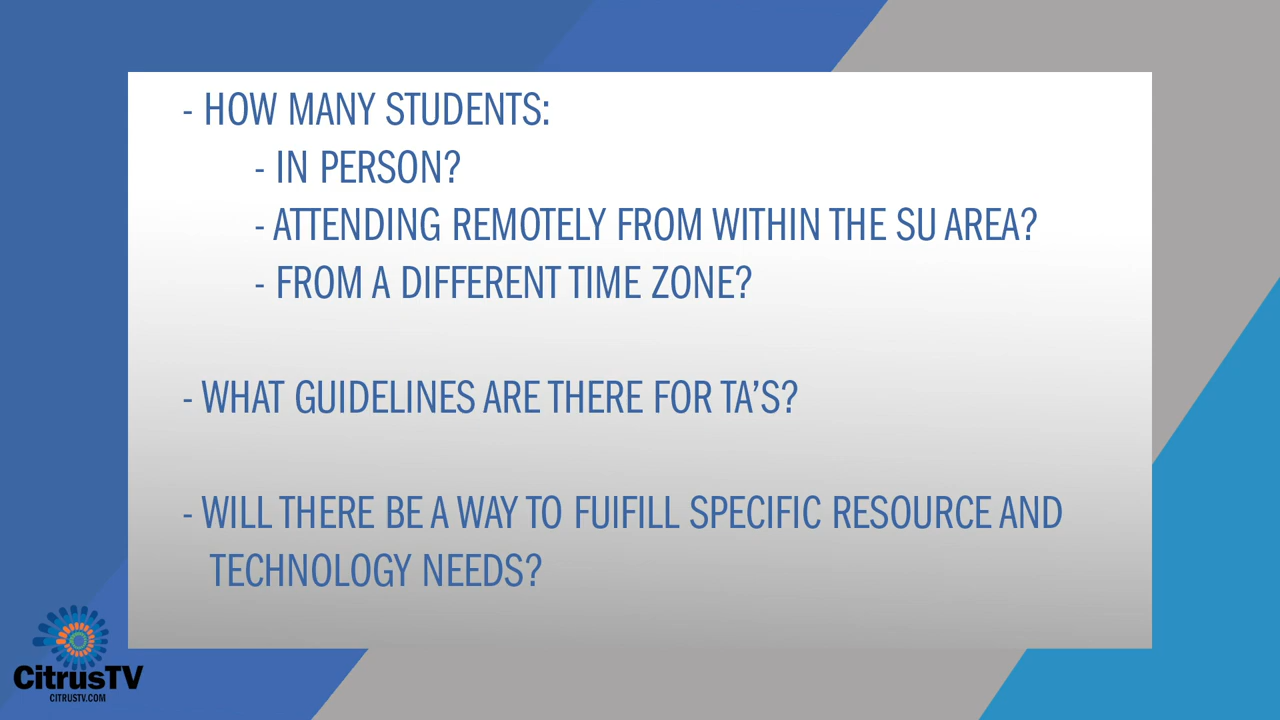 - HOW MANY STUDENTS:
- IN PERSON?
- ATTENDING REMOTELY FROM WITHIN THE SU AREA?
- FROM A DIFFERENT TIME ZONE?
- WHAT GUIDELINES ARE THERE FOR TA'S?
- WILL THERE BE A WAY TO FUIFILL SPECIFIC RESOURCE AND
TECHNOLOGY NEEDS?
CitrusTV
CITRUSTV.COM